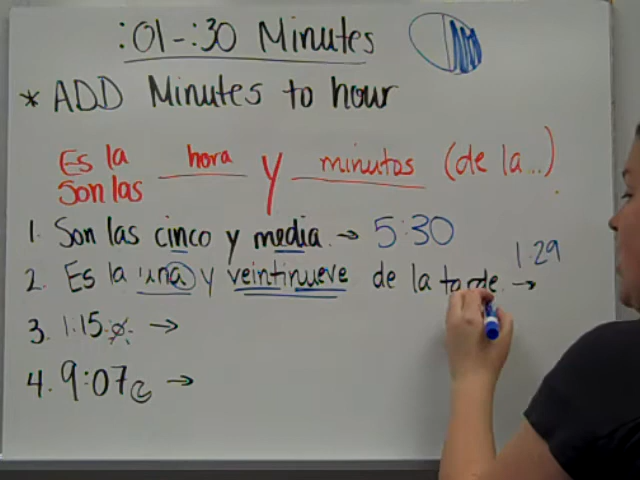 :01-:30 Minutes
* ADD Minutes to hour
Es la
Son las hora y minutos (de la..)
1. Son las cinco y media. → 5:30
2. Es la una y veintinueve de la tarde. → 1:29
3. 1:15 →
4. 9:07 →